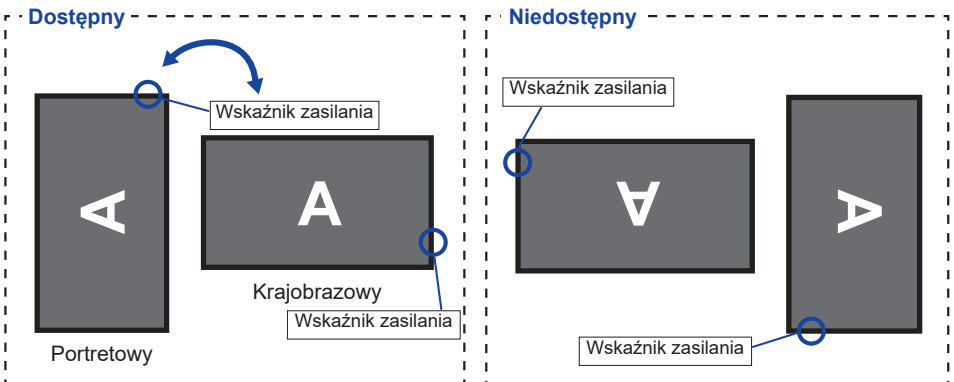 Dostępny
Wskaźnik zasilania
A
A
Krajobrazowy
Wskaźnik zasilania
Portretowy
Niedostępny
Wskaźnik zasilania
A
A
Wskaźnik zasilania